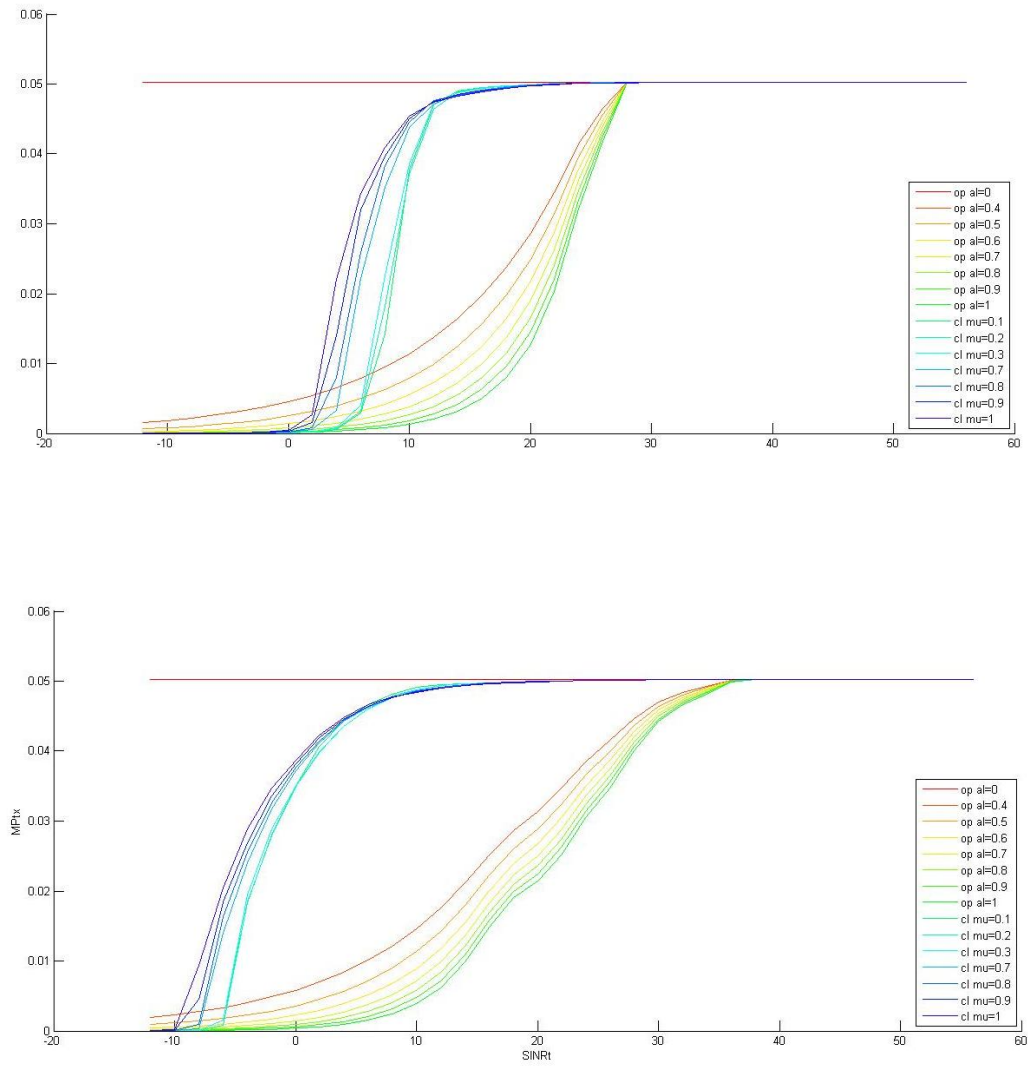 0.06
0.05
0.04
0.03
0.02
0.01
0
-20
-10
0
10
20
30
40
50
60
op al=0
op al=0.4
op al=0.5
op al=0.6
op al=0.7
op al=0.8
op al=0.9
op al=1
cl mu=0.1
cl mu=0.2
cl mu=0.3
cl mu=0.7
cl mu=0.8
cl mu=0.9
cl mu=1
0.06
0.05
0.04
0.03
0.02
0.01
0
MPtx
-20
-10
0
10
20
30
40
50
60
SINRt
op al=0
op al=0.4
op al=0.5
op al=0.6
op al=0.7
op al=0.8
op al=0.9
op al=1
cl mu=0.1
cl mu=0.2
cl mu=0.3
cl mu=0.7
cl mu=0.8
cl mu=0.9
cl mu=1